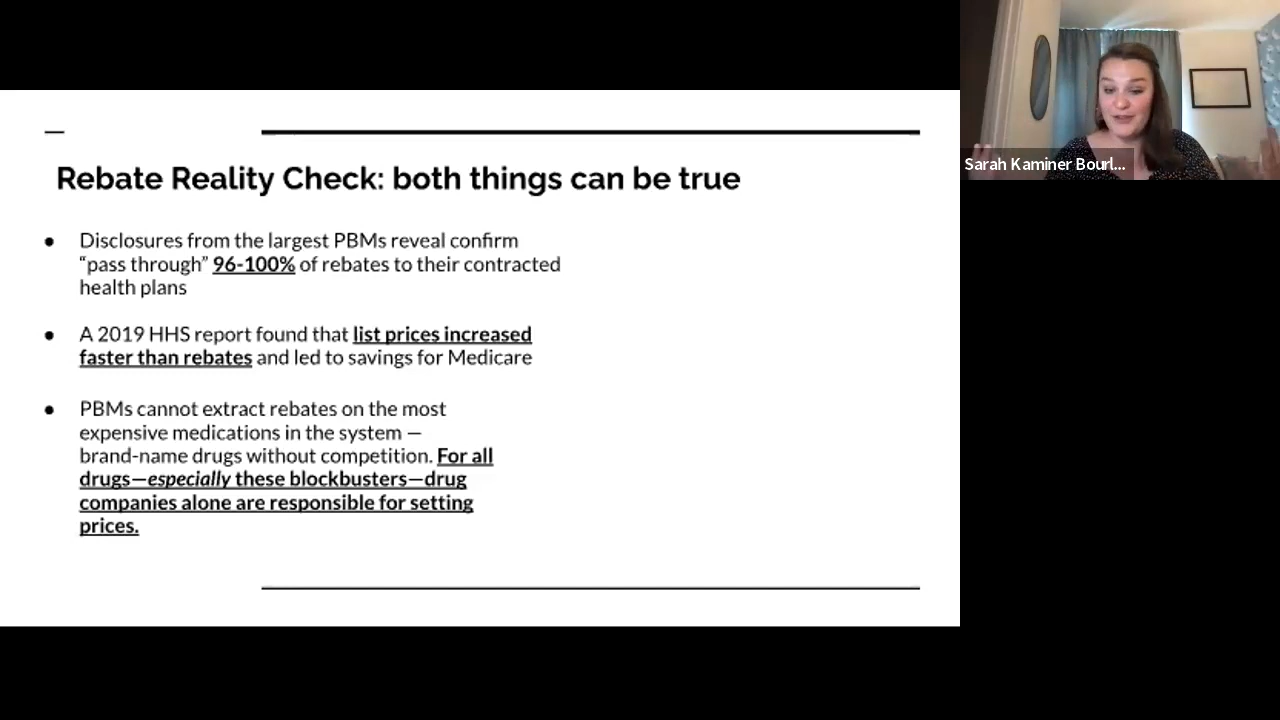 Rebate Reality Check: both things can be true
● Disclosures from the largest PBMs reveal confirm
“pass through” 96-100% of rebates to their contracted
health plans
● A 2019 HHS report found that list prices increased
faster than rebates and led to savings for Medicare
● PBMs cannot extract rebates on the most
expensive medications in the system —
brand-name drugs without competition. For all
drugs—especially these blockbusters—drug
companies alone are responsible for setting
prices.
Sarah Kaminer Bourl...